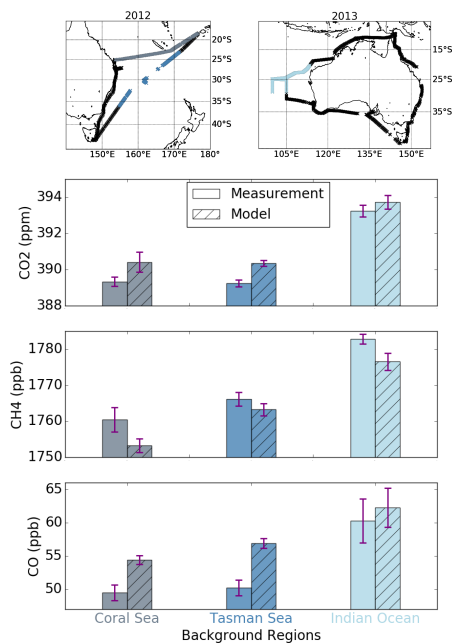 2012
2013
20°S
25°S
30°S
35°S
40°S
150°E
160°E
170°E
180°
15°S
25°S
35°S
105°E
120°E
135°E
150°E
Measurement
Model
CO2 (ppm)
394
392
390
388
CH4 (ppb)
1780
1770
1760
1750
CO (ppb)
65
60
55
50
Coral Sea
Tasman Sea
Indian Ocean
Background Regions